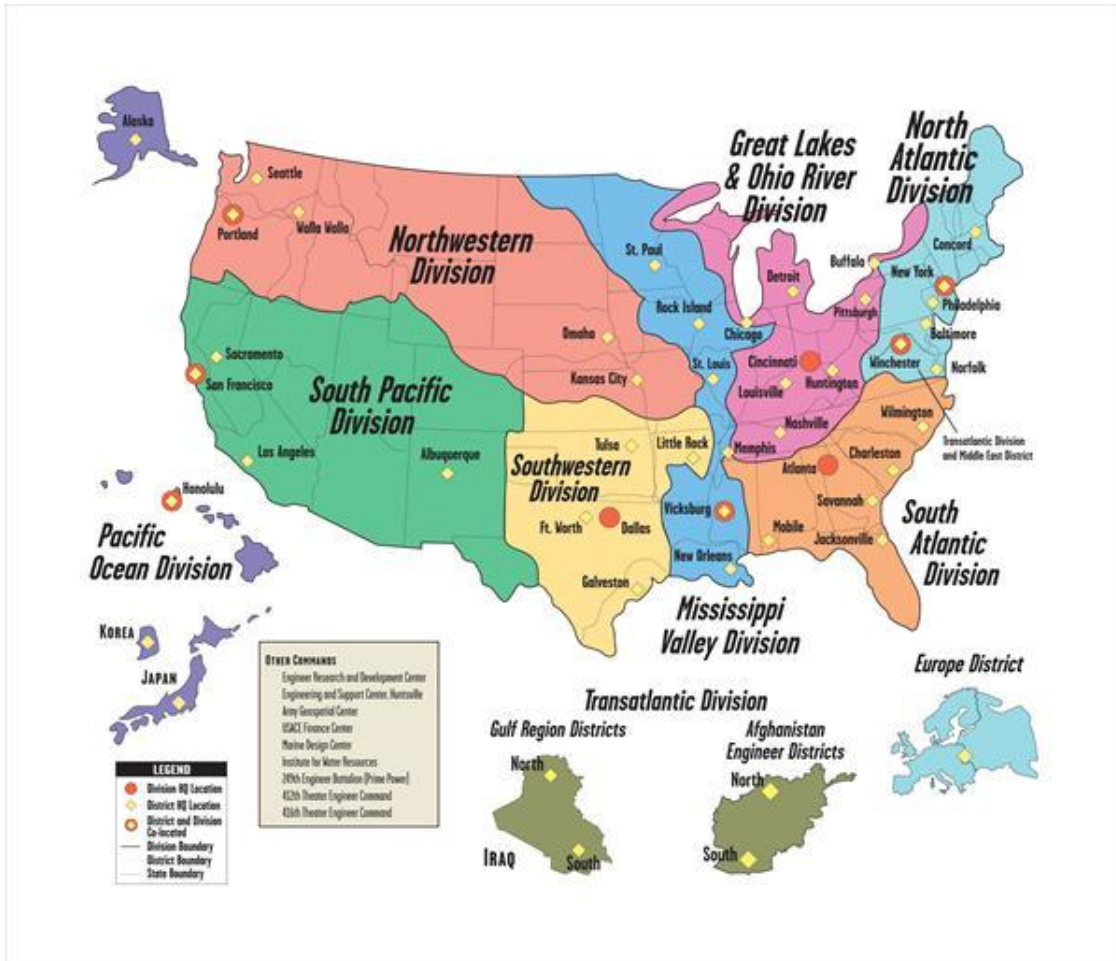 Alaska
Seattle
Portland
Walla Walla
Northwestern
Division
Omaha
Kansas City
Great Lakes
& Ohio River
Division
North
Atlantic
Division
St. Paul
Rock Island
Chicago
St. Louis
Detroit
Buffalo
Pittsburgh
Cincinnati
Louisville
Huntington
Nashville
Memphis
Concord
New York
Philadelphia
Baltimore
Winchester
Norfolk
Transatlantic Division
and Middle East District
Sacramento
San Francisco
South Pacific
Division
Los Angeles
Albuquerque
Tulsa
Little Rock
Southwestern
Division
Ft. Worth
Dallas
Galveston
Vicksburg
New Orleans
Mississippi
Valley Division
Wilmington
Charleston
Atlanta
Savannah
Mobile
Jacksonville
South
Atlantic
Division
Honolulu
Pacific
Ocean Division
KOREA
JAPAN
OTHER COMMANDS
Engineer Research and Development Center
Engineering and Support Center, Huntsville
Army Geospatial Center
USACE Finance Center
Marine Design Center
Institute for Water Resources
249th Engineer Battalion (Prime Power)
412th Theater Engineer Command
416th Theater Engineer Command
LEGEND
Division HQ Location
District HQ Location
District and Division
Co-located
Division Boundary
District Boundary
State Boundary
Transatlantic Division
Gulf Region Districts
North
South
IRAQ
Afghanistan
Engineer Districts
North
South
Europe District